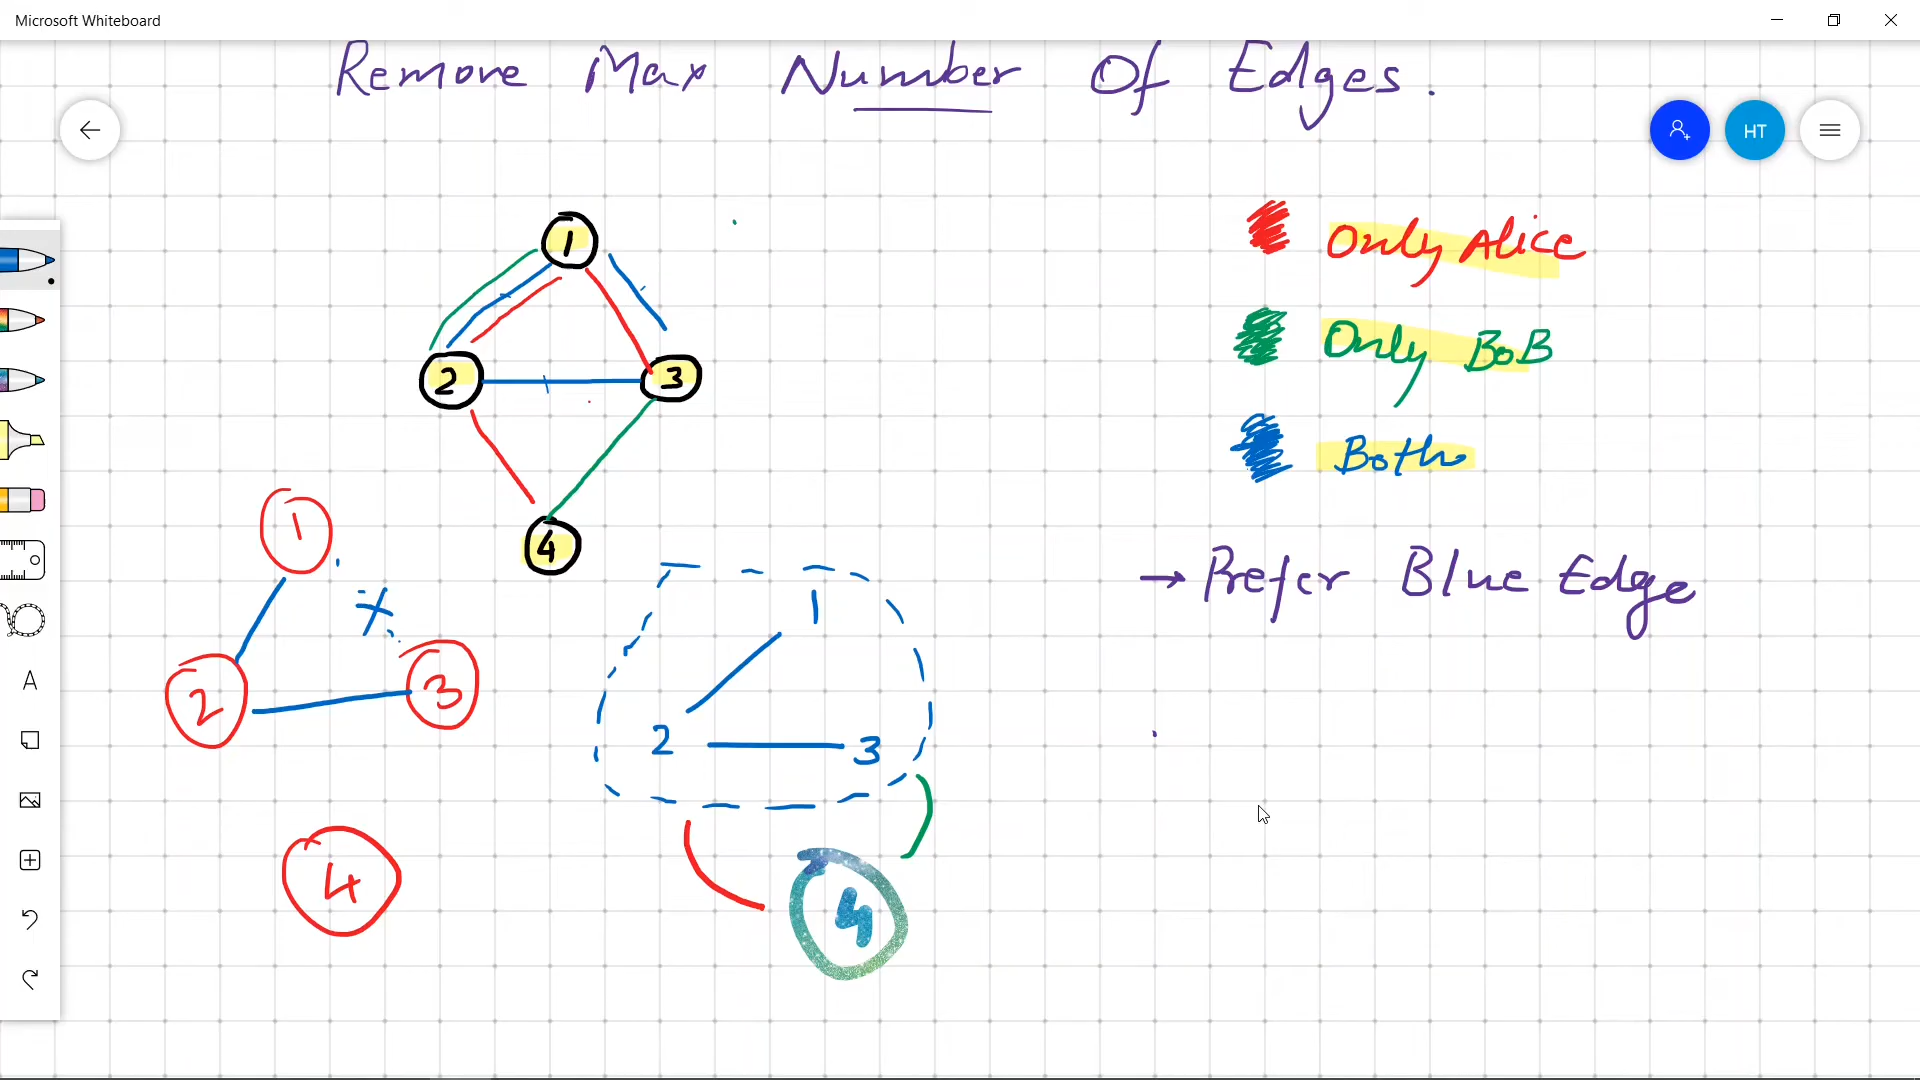 Microsoft Whiteboard
Remove Max Number Of Edges.
HT
1
2
3
4
Only Alice
Only BoB
Both
→ Prefer Blue Edge
1
2
3
4
1
2
3
4
A